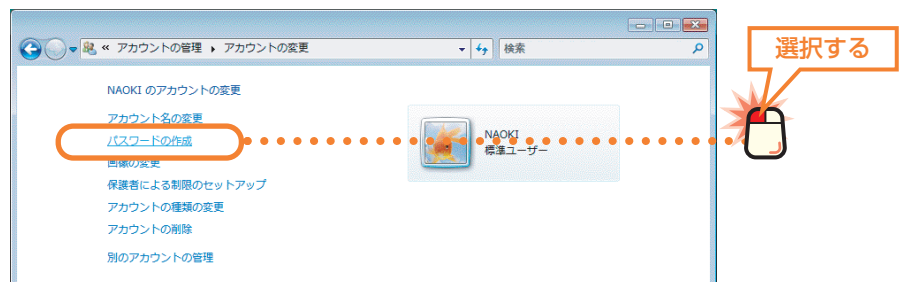 « アカウントの管理 ▸ アカウントの変更
検索
選択する
NAOKI のアカウントの変更
アカウント名の変更
パスワードの作成
画像の変更
保護者による制限のセットアップ
アカウントの種類の変更
アカウントの削除
別のアカウントの管理
NAOKI
標準ユーザー